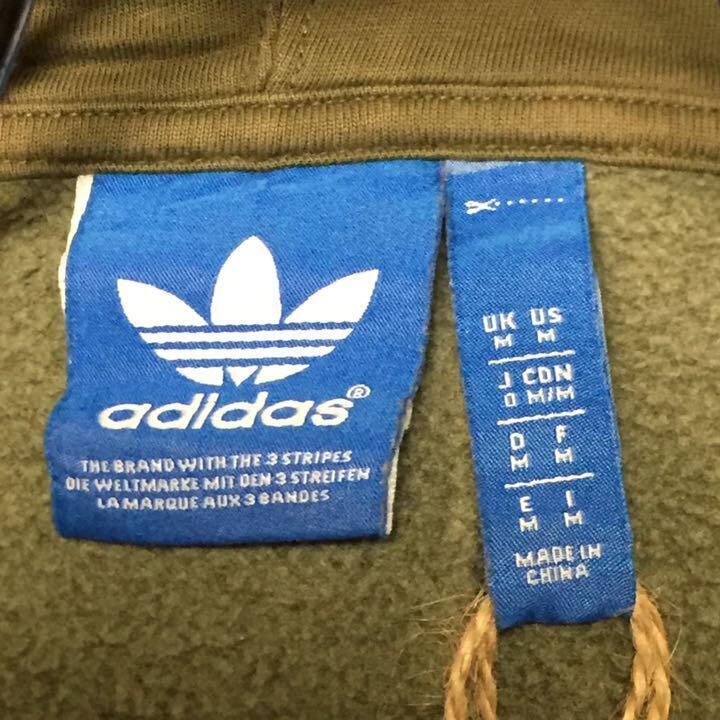 adidas®
THE BRAND WITH THE 3 STRIPES
DIE WELTMARKE MIT DEN 3 STREIFEN
LA MARQUE AUX 3 BANDES
UK US
M M
J CDN
O M/M
D F
M M
E I
M M
MADE IN
CHINA